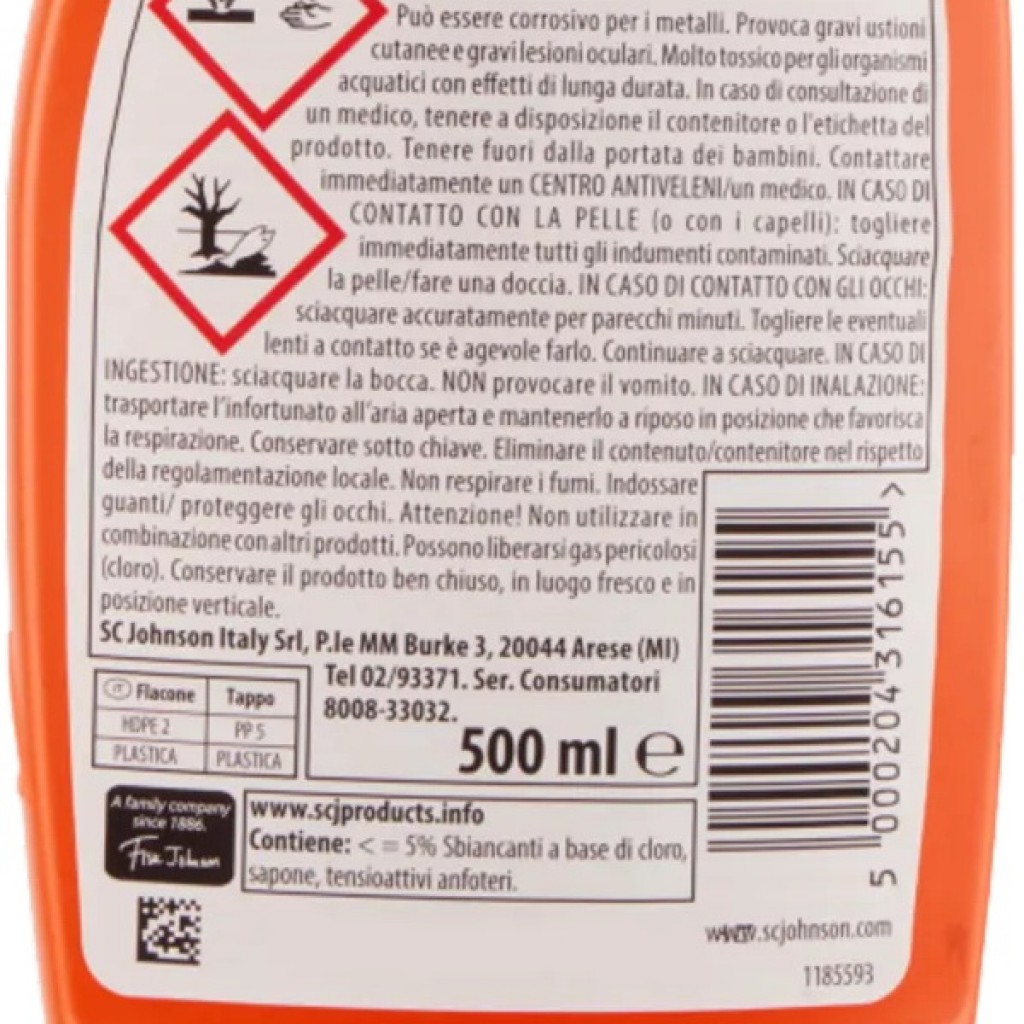 Può essere corrosivo per i metalli. Provoca gravi ustioni
cutanee e gravi lesioni oculari. Molto tossico per gli organismi
acquatici con effetti di lunga durata. In caso di consultazione di
un medico, tenere a disposizione il contenitore o l'etichetta del
prodotto. Tenere fuori dalla portata dei bambini. Contattare
immediatamente un CENTRO ANTIVELENI/un medico. IN CASO DI
CONTATTO CON LA PELLE (o con i capelli): togliere
immediatamente tutti gli indumenti contaminati. Sciacquare
la pelle/fare una doccia. IN CASO DI CONTATTO CON GLI OCCHI:
sciacquare accuratamente per parecchi minuti. Togliere le eventuali
lenti a contatto se è agevole farlo. Continuare a sciacquare. IN CASO DI
INGESTIONE: sciacquare la bocca. NON provocare il vomito. IN CASO DI INALAZIONE:
trasportare l'infortunato all'aria aperta e mantenerlo a riposo in posizione che favorisca
la respirazione. Conservare sotto chiave. Eliminare il contenuto/contenitore nel rispetto
della regolamentazione locale. Non respirare i fumi. Indossare
guanti/ proteggere gli occhi. Attenzione! Non utilizzare in
combinazione con altri prodotti. Possono liberarsi gas pericolosi
(cloro). Conservare il prodotto ben chiuso, in luogo fresco e in
posizione verticale.
SC Johnson Italy Srl, P.le MM Burke 3, 20044 Arese (MI)
Tel 02/93371. Ser. Consumatori
8008-33032.
500 ml ℮
IT Flacone Tappo
HDPE 2 PP 5
PLASTICA PLASTICA
A family company
since 1886.
Fisk Johnson
www.scjproducts.info
Contiene: < = 5% Sbiancanti a base di cloro,
sapone, tensioattivi anfoteri.
5 000204 316155 >
www.scjohnson.com
1185593